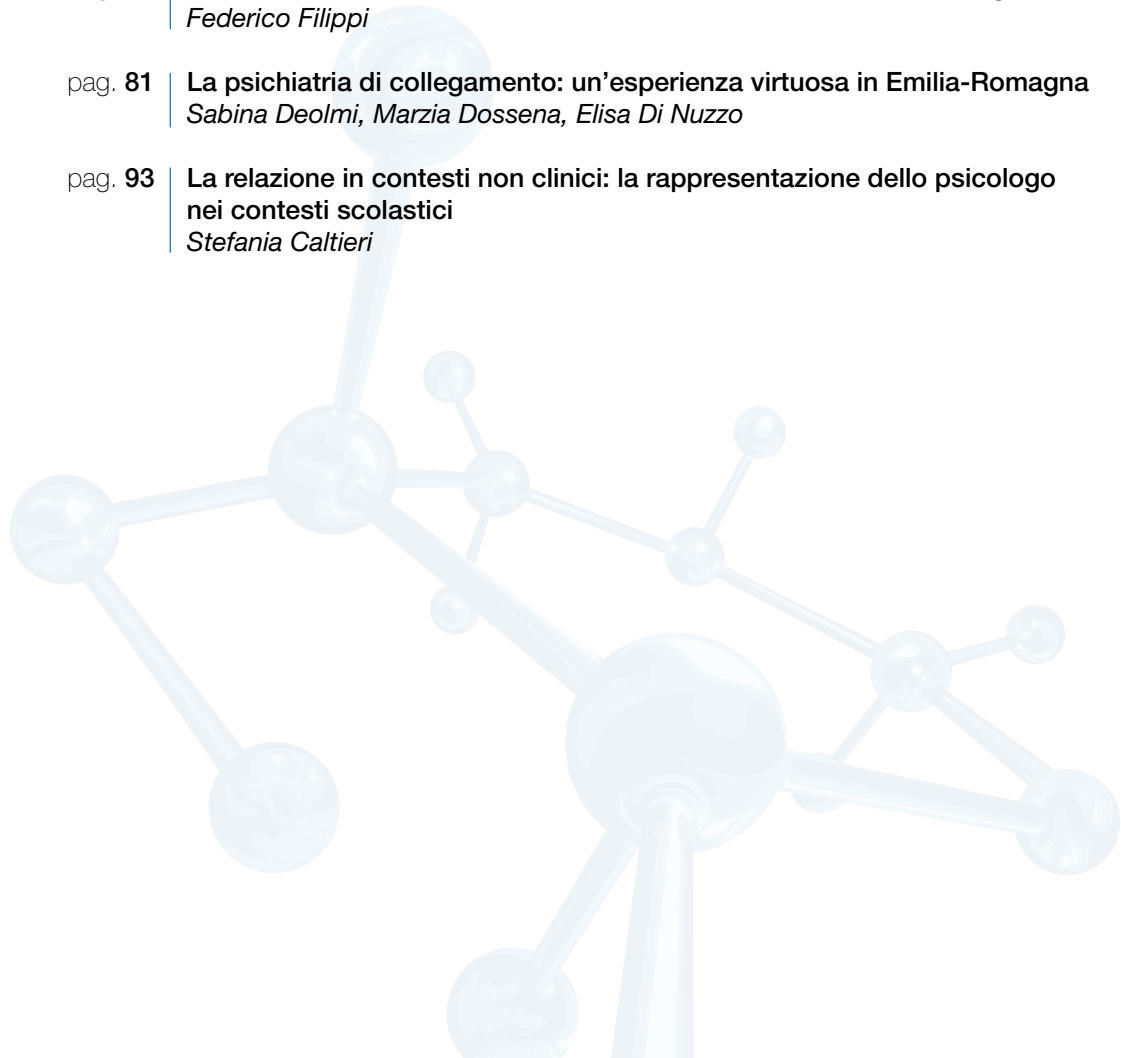 Federico Filippi
pag. 81 La psichiatria di collegamento: un’esperienza virtuosa in Emilia-Romagna
Sabina Deolmi, Marzia Dossena, Elisa Di Nuzzo
pag. 93 La relazione in contesti non clinici: la rappresentazione dello psicologo
nei contesti scolastici
Stefania Caltieri